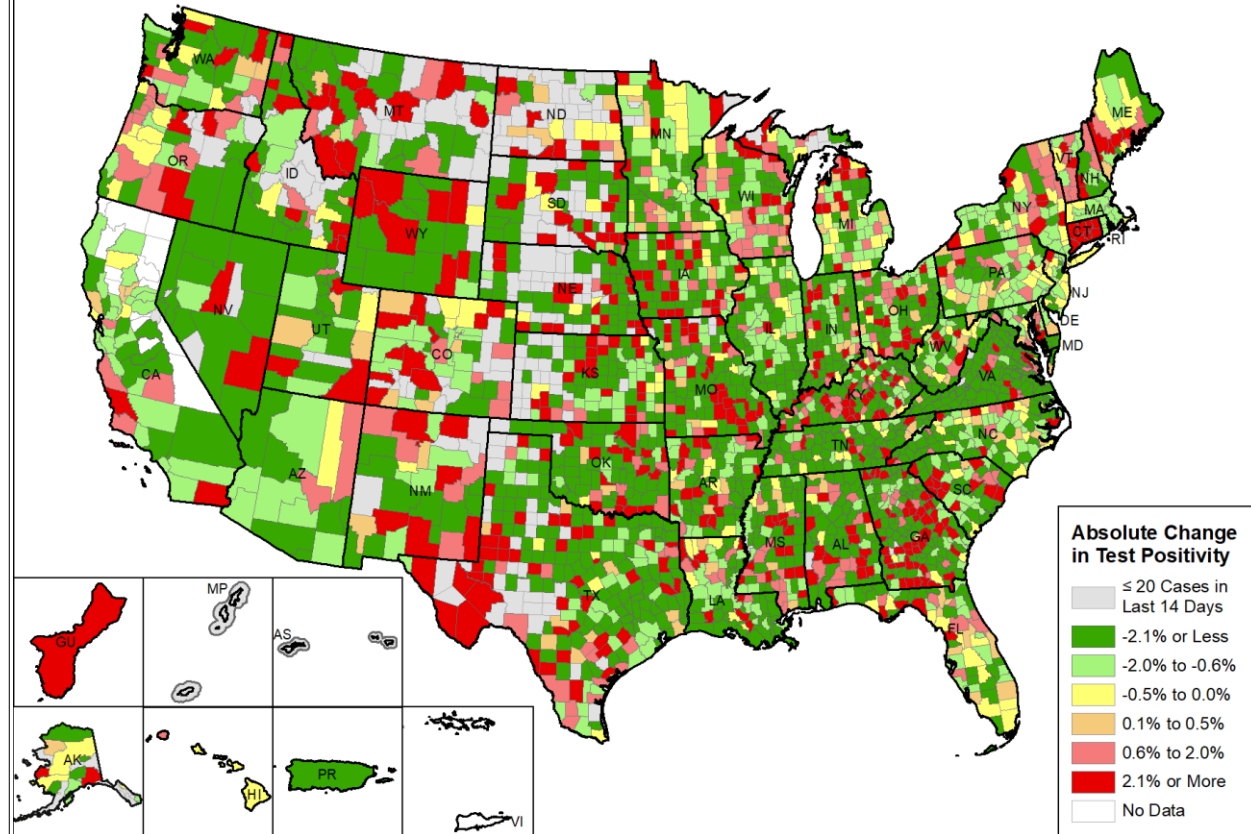 WA
MT
ND
MN
ME
OR
ID
SD
WI
VT
NH
NY
MA
MI
CT
RI
WY
IA
PA
NE
NJ
NV
UT
CO
IL
IN
OH
DE
WV
MD
CA
KS
MO
KY
VA
TN
NC
AZ
NM
OK
AR
SC
MS
AL
GA
TX
LA
FL
GU
MP
AS
AK
HI
PR
VI
Absolute Change
in Test Positivity
≤ 20 Cases in
Last 14 Days
-2.1% or Less
-2.0% to -0.6%
-0.5% to 0.0%
0.1% to 0.5%
0.6% to 2.0%
2.1% or More
No Data